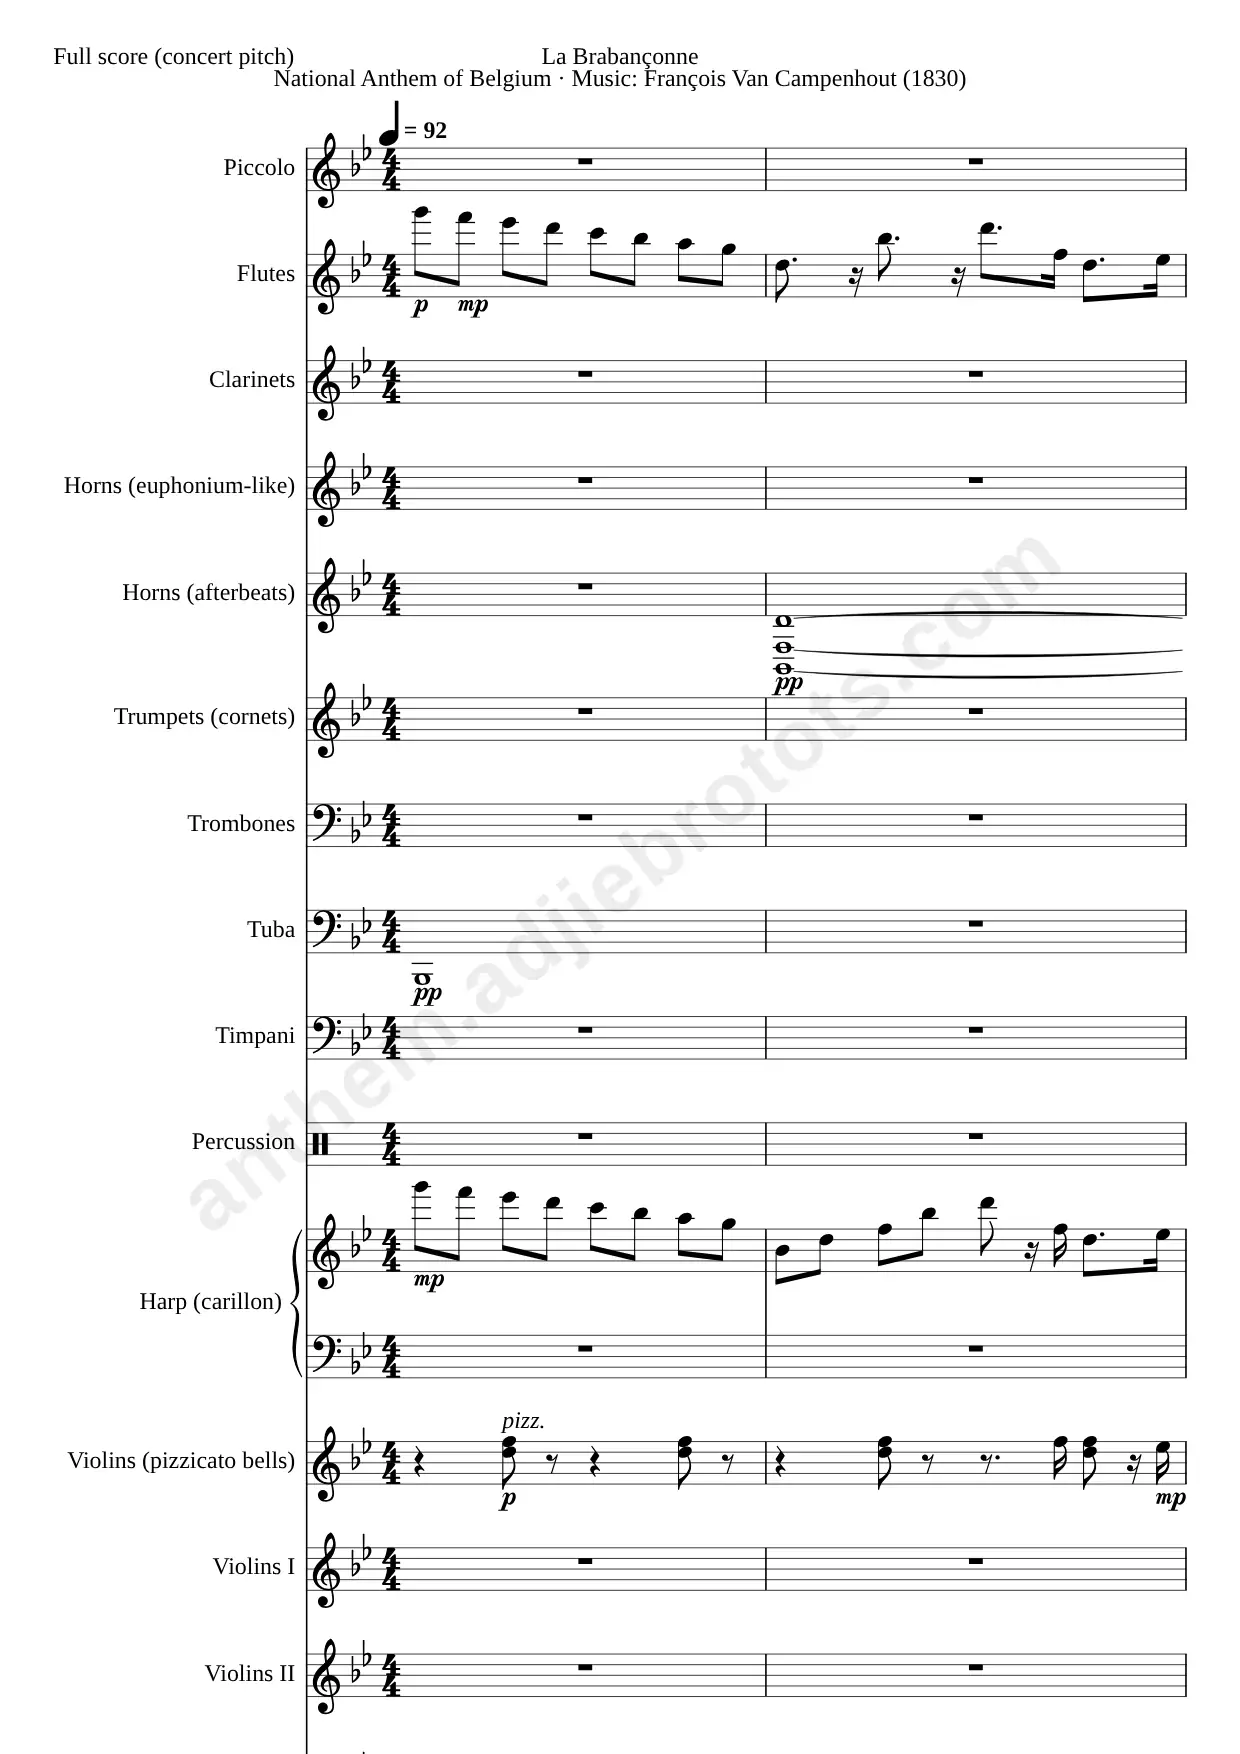 Full score (concert pitch)
La Brabançonne
National Anthem of Belgium · Music: François Van Campenhout (1830)
= 92
Piccolo
Flutes
p mp
Clarinets
Horns (euphonium-like)
Horns (afterbeats)
pp
Trumpets (cornets)
Trombones
Tuba
pp
Timpani
Percussion
mp
Harp (carillon)
pizz.
Violins (pizzicato bells)
p mp
Violins I
Violins II
anthem.adjiebrotots.com